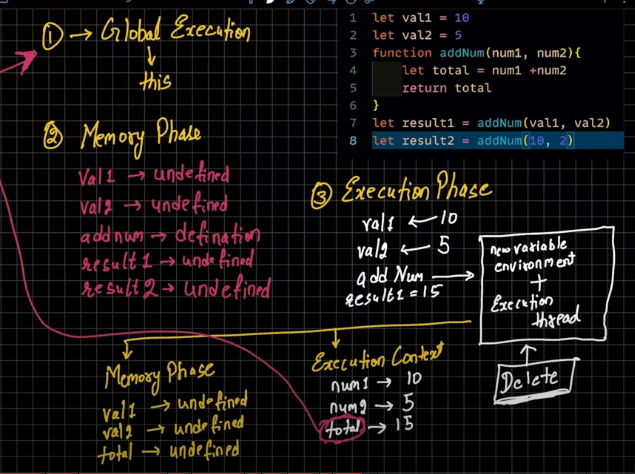 ① → Global Execution
↓
this
1 let val1 = 10
2 let val2 = 5
3 function addNum(num1, num2){
4     let total = num1 +num2
5     return total
6 }
7 let result1 = addNum(val1, val2)
8 let result2 = addNum(10, 2)
② Memory Phase
Val1 → undefined
val2 → undefined
addnum → defination
result1 → undefined
result2 → undefined
③ Execution Phase
val1 ← 10
val2 ← 5
add Num →
result1 = 15
new variable
environment
+
Execution
thread
Delete
Memory Phase
val1 → undefined
val2 → undefined
total → undefined
Execution Context
num1 → 10
num2 → 5
total → 15